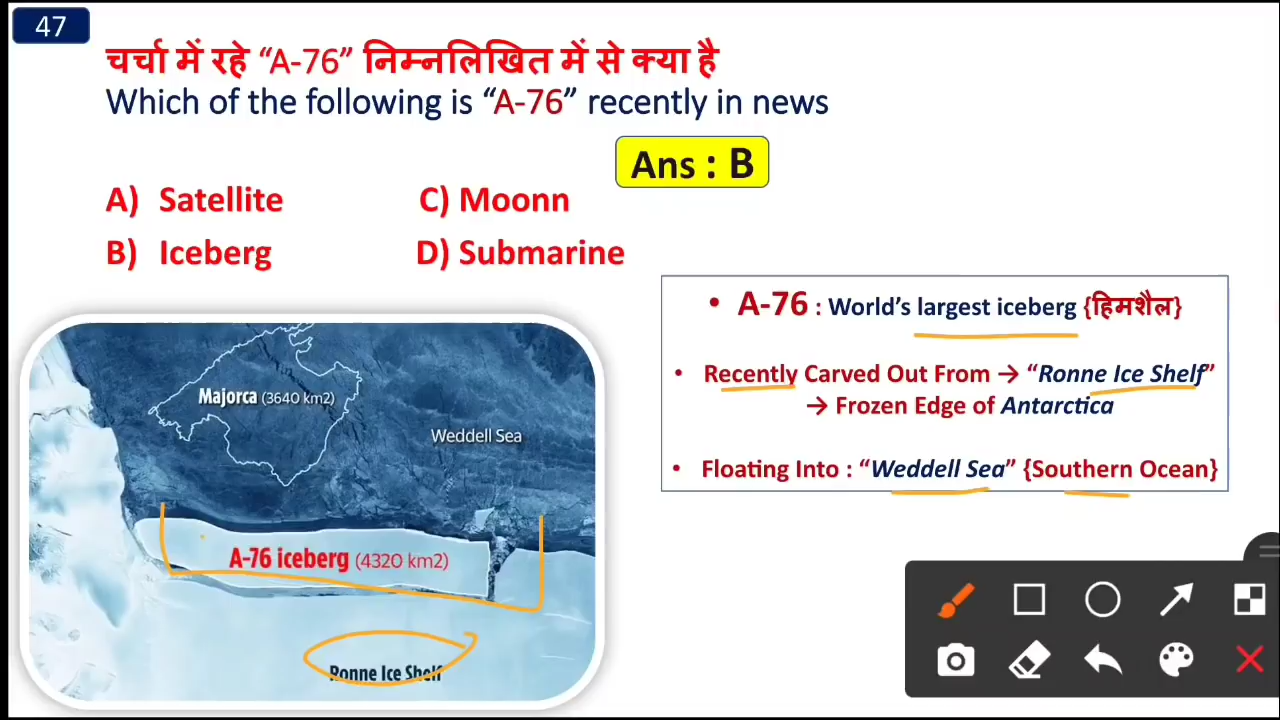 47
चर्चा में रहे “A-76” निम्नलिखित में से क्या है
Which of the following is “A-76” recently in news
Ans : B
A) Satellite
C) Moonn
B) Iceberg
D) Submarine
• A-76 : World’s largest iceberg {हिमशैल}
• Recently Carved Out From → “Ronne Ice Shelf”
→ Frozen Edge of Antarctica
• Floating Into : “Weddell Sea” {Southern Ocean}
Majorca (3640 km2)
Weddell Sea
A-76 iceberg (4320 km2)
Ronne Ice Shelf